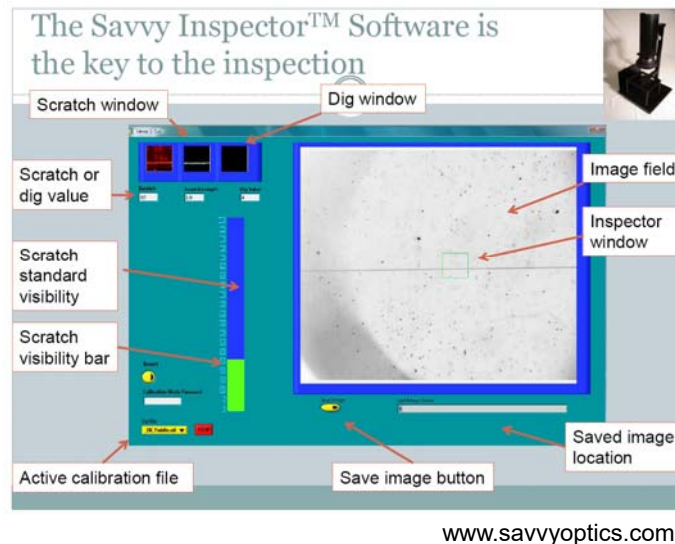 The Savvy Inspector™ Software is
the key to the inspection
Scratch window
Dig window
Scratch or
dig value
Image field
Inspector
window
Scratch
standard
visibility
Scratch
visibility bar
Active calibration file
Save image button
Saved image
location
www.savvyoptics.com